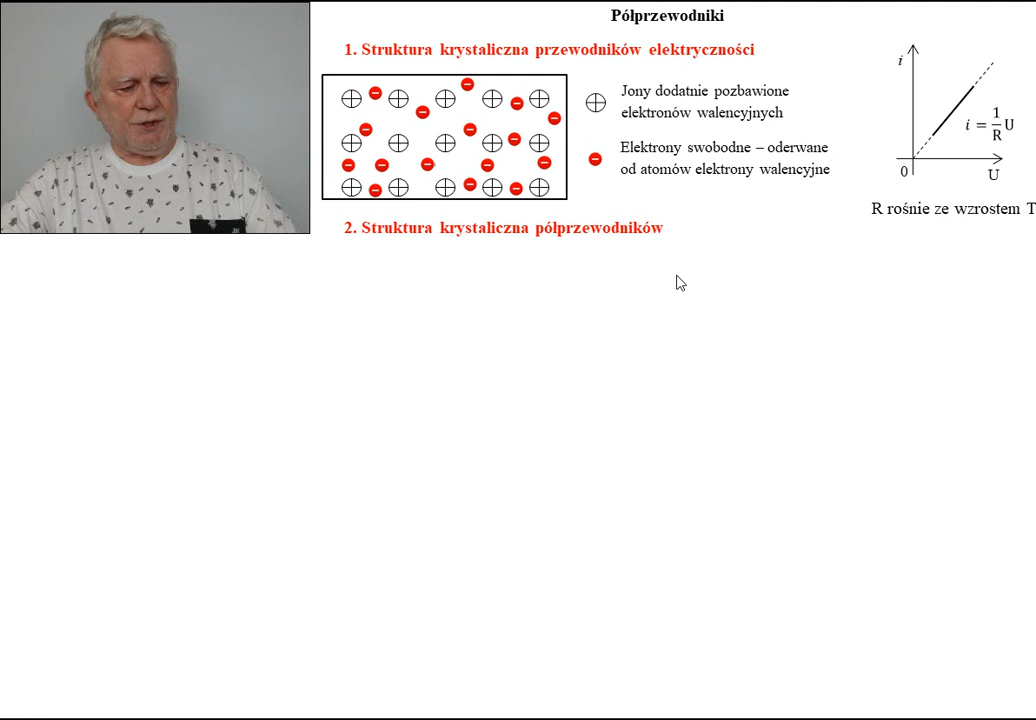 Półprzewodniki
1. Struktura krystaliczna przewodników elektryczności
Jony dodatnie pozbawione
elektronów walencyjnych
Elektrony swobodne – oderwane
od atomów elektrony walencyjne
i
i = 1/R U
0
U
R rośnie ze wzrostem T
2. Struktura krystaliczna półprzewodników